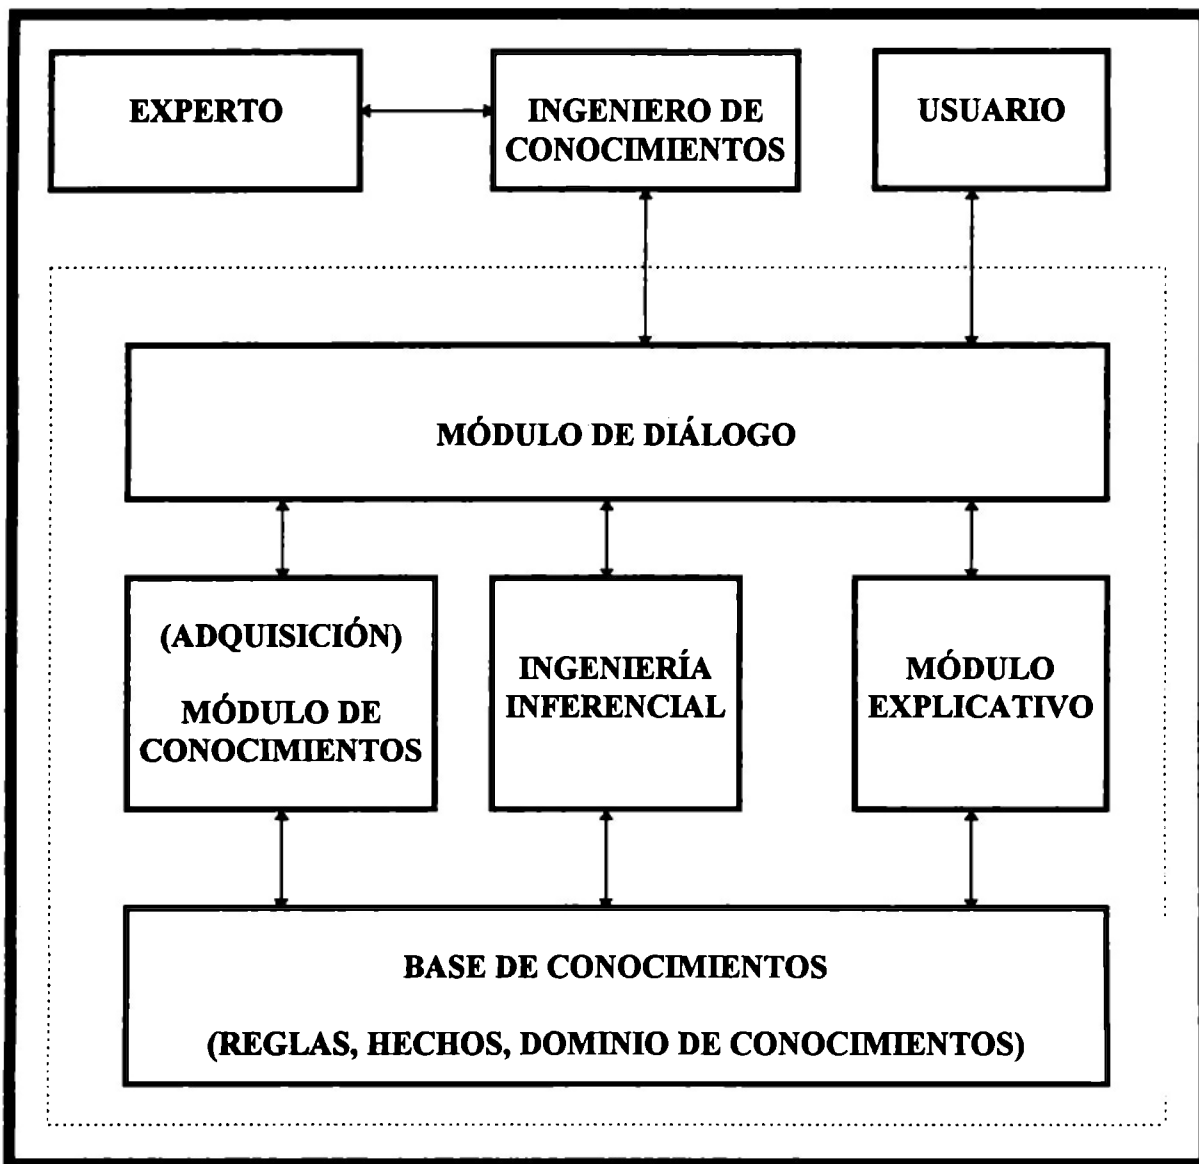 EXPERTO
INGENIERO DE
CONOCIMIENTOS
USUARIO
MÓDULO DE DIÁLOGO
(ADQUISICIÓN)
MÓDULO DE
CONOCIMIENTOS
INGENIERÍA
INFERENCIAL
MÓDULO
EXPLICATIVO
BASE DE CONOCIMIENTOS
(REGLAS, HECHOS, DOMINIO DE CONOCIMIENTOS)